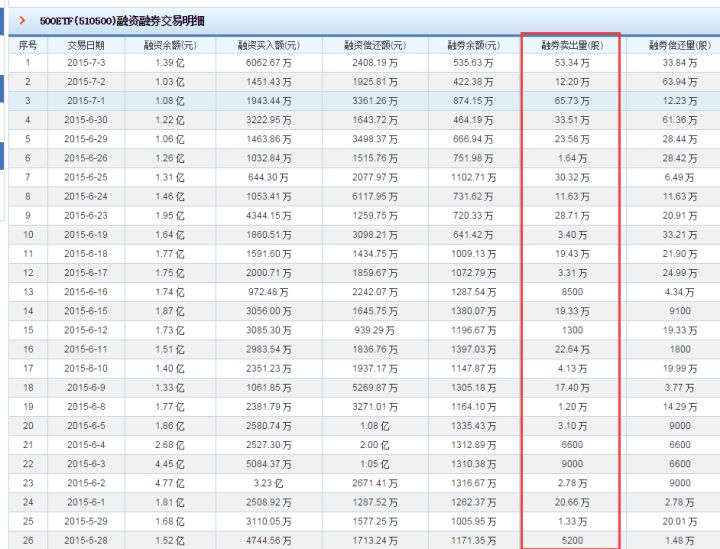 500ETF(510500)融资融券交易明细
序号 交易日期 融资余额(元) 融资买入额(元) 融资偿还额(元) 融券余额(元) 融券卖出量(股) 融券偿还量(股)
1 2015-7-3 1.39 亿 6062.67 万 2408.19 万 535.63 万 53.34 万 33.84 万
2 2015-7-2 1.03 亿 1451.43 万 1925.81 万 422.38 万 12.20 万 63.94 万
3 2015-7-1 1.08 亿 1943.44 万 3361.26 万 874.15 万 65.73 万 12.23 万
4 2015-6-30 1.22 亿 3222.95 万 1643.72 万 464.19 万 33.51 万 61.36 万
5 2015-6-29 1.06 亿 1463.86 万 3498.37 万 666.94 万 23.58 万 28.44 万
6 2015-6-26 1.26 亿 1032.84 万 1515.76 万 751.98 万 1.64 万 28.42 万
7 2015-6-25 1.31 亿 644.30 万 2077.97 万 1102.71 万 30.32 万 6.49 万
8 2015-6-24 1.46 亿 1053.41 万 6117.95 万 731.62 万 11.63 万 11.63 万
9 2015-6-23 1.95 亿 4344.15 万 1259.75 万 720.33 万 28.71 万 20.91 万
10 2015-6-19 1.64 亿 1860.51 万 3098.21 万 641.42 万 3.40 万 33.21 万
11 2015-6-18 1.77 亿 1591.60 万 1434.75 万 1009.13 万 19.43 万 21.90 万
12 2015-6-17 1.75 亿 2000.71 万 1859.67 万 1072.79 万 3.31 万 24.99 万
13 2015-6-16 1.74 亿 972.48 万 2242.07 万 1287.54 万 8500 4.34 万
14 2015-6-15 1.87 亿 3056.00 万 1645.75 万 1380.07 万 19.33 万 9100
15 2015-6-12 1.73 亿 3085.30 万 939.29 万 1196.67 万 1300 19.33 万
16 2015-6-11 1.51 亿 2983.54 万 1836.76 万 1397.03 万 22.64 万 1800
17 2015-6-10 1.40 亿 2351.23 万 1937.17 万 1147.87 万 4.13 万 19.99 万
18 2015-6-9 1.33 亿 1061.85 万 5269.87 万 1305.18 万 17.40 万 3.77 万
19 2015-6-8 1.77 亿 2381.79 万 3271.01 万 1164.10 万 1.20 万 14.29 万
20 2015-6-5 1.86 亿 2580.74 万 1.08 亿 1335.43 万 3.10 万 9000
21 2015-6-4 2.68 亿 2527.30 万 2.00 亿 1312.89 万 6600 6600
22 2015-6-3 4.45 亿 5084.37 万 1.05 亿 1310.38 万 9000 6600
23 2015-6-2 4.77 亿 3.23 亿 2671.41 万 1316.67 万 2.78 万 9000
24 2015-6-1 1.81 亿 2508.92 万 1287.52 万 1262.37 万 20.66 万 2.78 万
25 2015-5-29 1.68 亿 3110.05 万 1577.25 万 1005.95 万 1.33 万 20.01 万
26 2015-5-28 1.52 亿 4744.56 万 1713.24 万 1171.35 万 5200 1.48 万